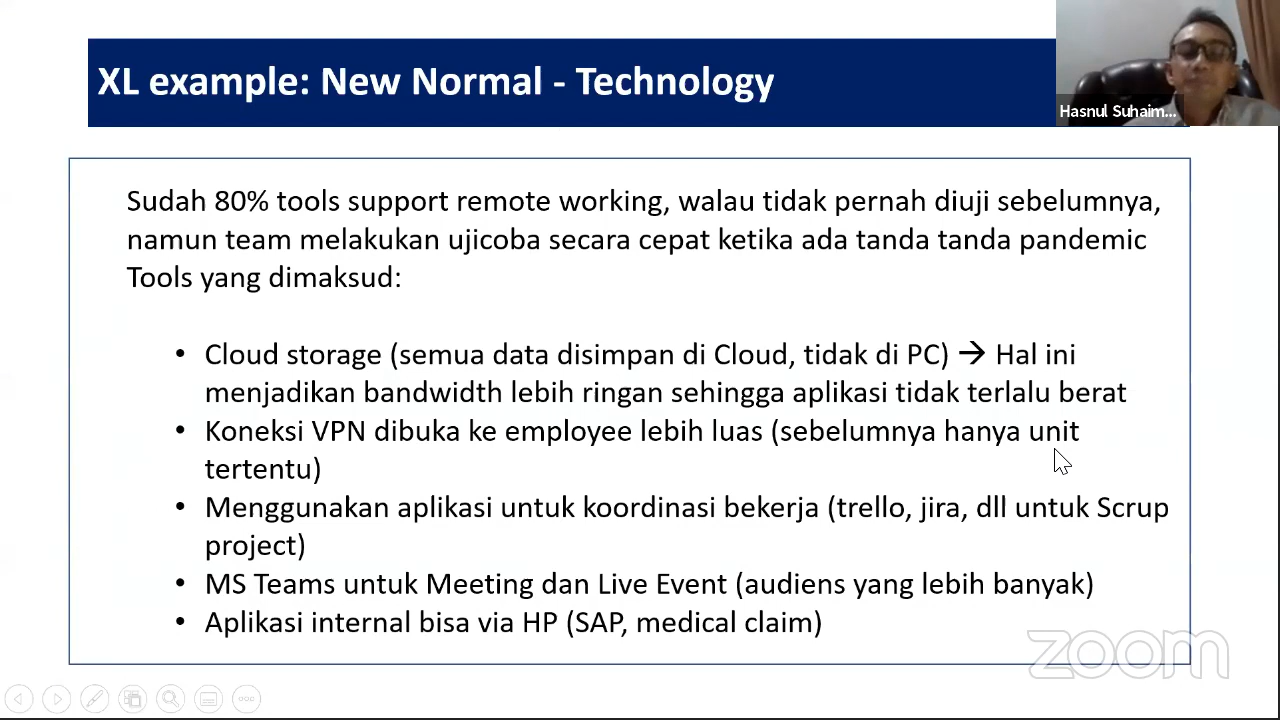 XL example: New Normal - Technology
Hasnul Suhaim...
Sudah 80% tools support remote working, walau tidak pernah diuji sebelumnya,
namun team melakukan ujicoba secara cepat ketika ada tanda tanda pandemic
Tools yang dimaksud:
• Cloud storage (semua data disimpan di Cloud, tidak di PC) → Hal ini
menjadikan bandwidth lebih ringan sehingga aplikasi tidak terlalu berat
• Koneksi VPN dibuka ke employee lebih luas (sebelumnya hanya unit
tertentu)
• Menggunakan aplikasi untuk koordinasi bekerja (trello, jira, dll untuk Scrup
project)
• MS Teams untuk Meeting dan Live Event (audiens yang lebih banyak)
• Aplikasi internal bisa via HP (SAP, medical claim)
zoom